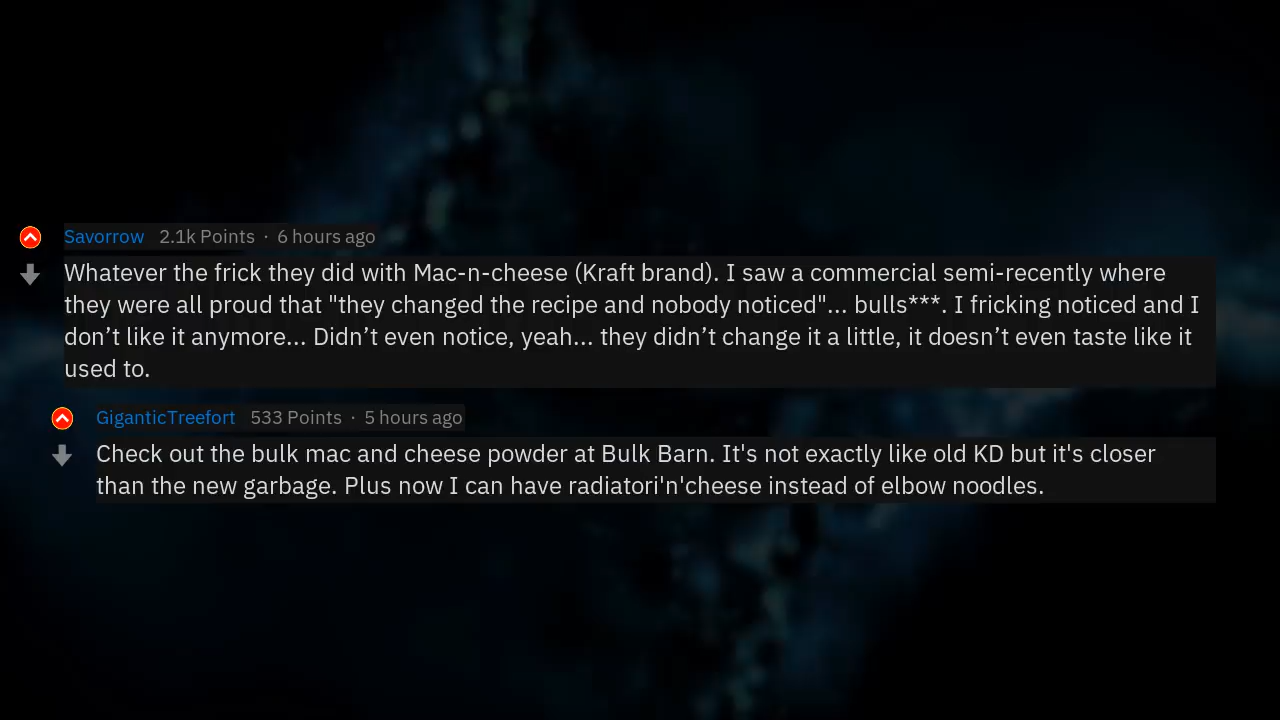 Savorrow 2.1k Points · 6 hours ago
Whatever the frick they did with Mac-n-cheese (Kraft brand). I saw a commercial semi-recently where
they were all proud that "they changed the recipe and nobody noticed"... bulls***. I fricking noticed and I
don’t like it anymore... Didn’t even notice, yeah... they didn’t change it a little, it doesn’t even taste like it
used to.
GiganticTreefort 533 Points · 5 hours ago
Check out the bulk mac and cheese powder at Bulk Barn. It's not exactly like old KD but it's closer
than the new garbage. Plus now I can have radiatori'n'cheese instead of elbow noodles.